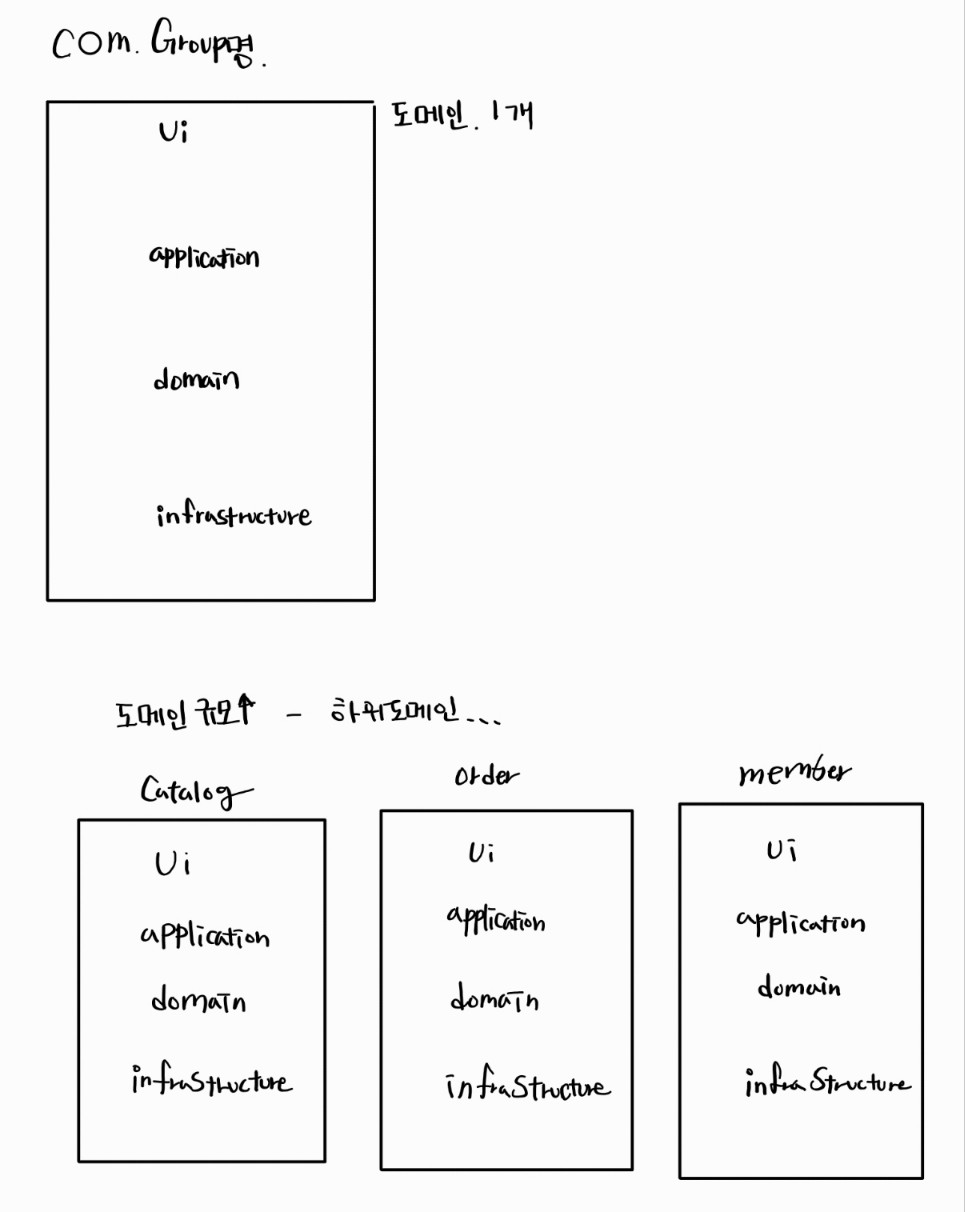 com. Group명.
도메인. 1개
Ui
application
domain
infrastructure
도메인 규모↑ - 하위도메인...
Catalog
Ui
application
domain
infrastructure
order
Ui
application
domain
infrastructure
member
Ui
application
domain
infrastructure